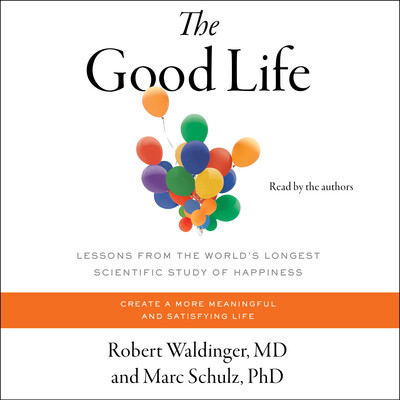 The
Good Life
Read by the authors
LESSONS FROM THE WORLD'S LONGEST
SCIENTIFIC STUDY OF HAPPINESS
CREATE A MORE MEANINGFUL
AND SATISFYING LIFE
Robert Waldinger, MD
and Marc Schulz, PhD